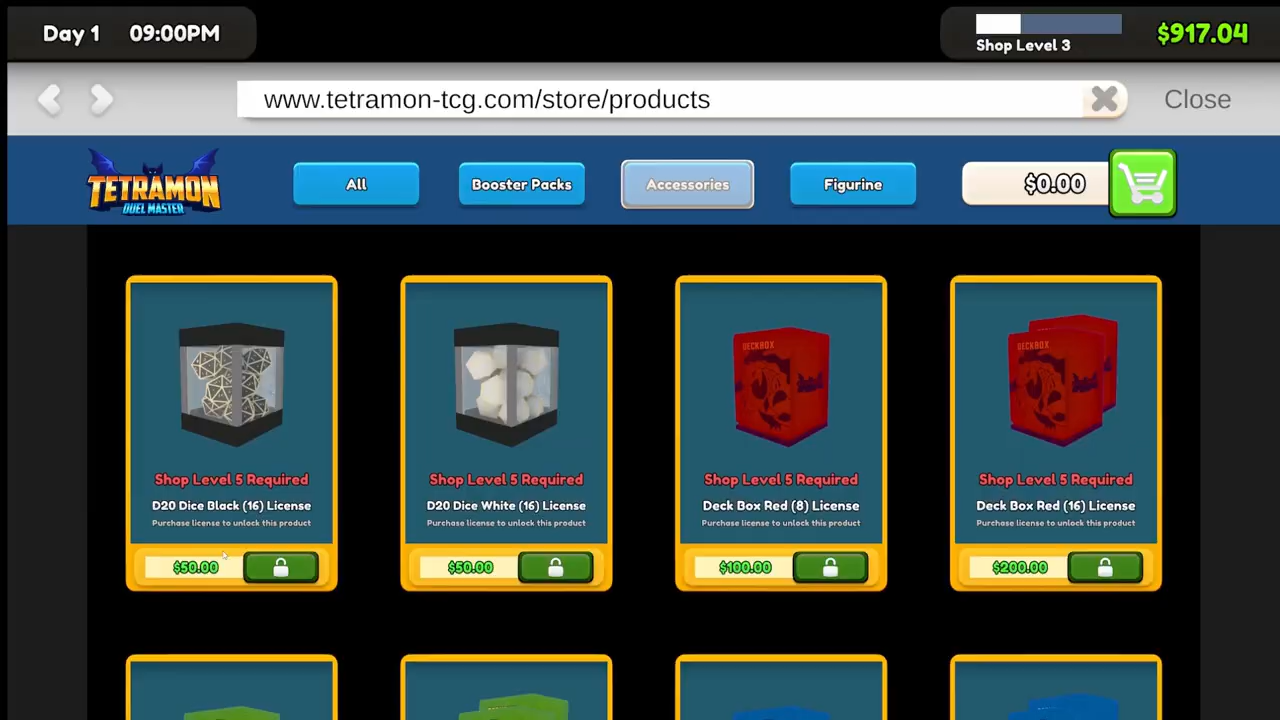 Day 1 09:00PM
Shop Level 3
$917.04
www.tetramon-tcg.com/store/products
Close
TETRAMON
DUEL MASTER
All
Booster Packs
Accessories
Figurine
$0.00
DECKBOX
DECKBOX
Shop Level 5 Required
D20 Dice Black (16) License
Purchase license to unlock this product
$50.00
Shop Level 5 Required
D20 Dice White (16) License
Purchase license to unlock this product
$50.00
Shop Level 5 Required
Deck Box Red (8) License
Purchase license to unlock this product
$100.00
Shop Level 5 Required
Deck Box Red (16) License
Purchase license to unlock this product
$200.00